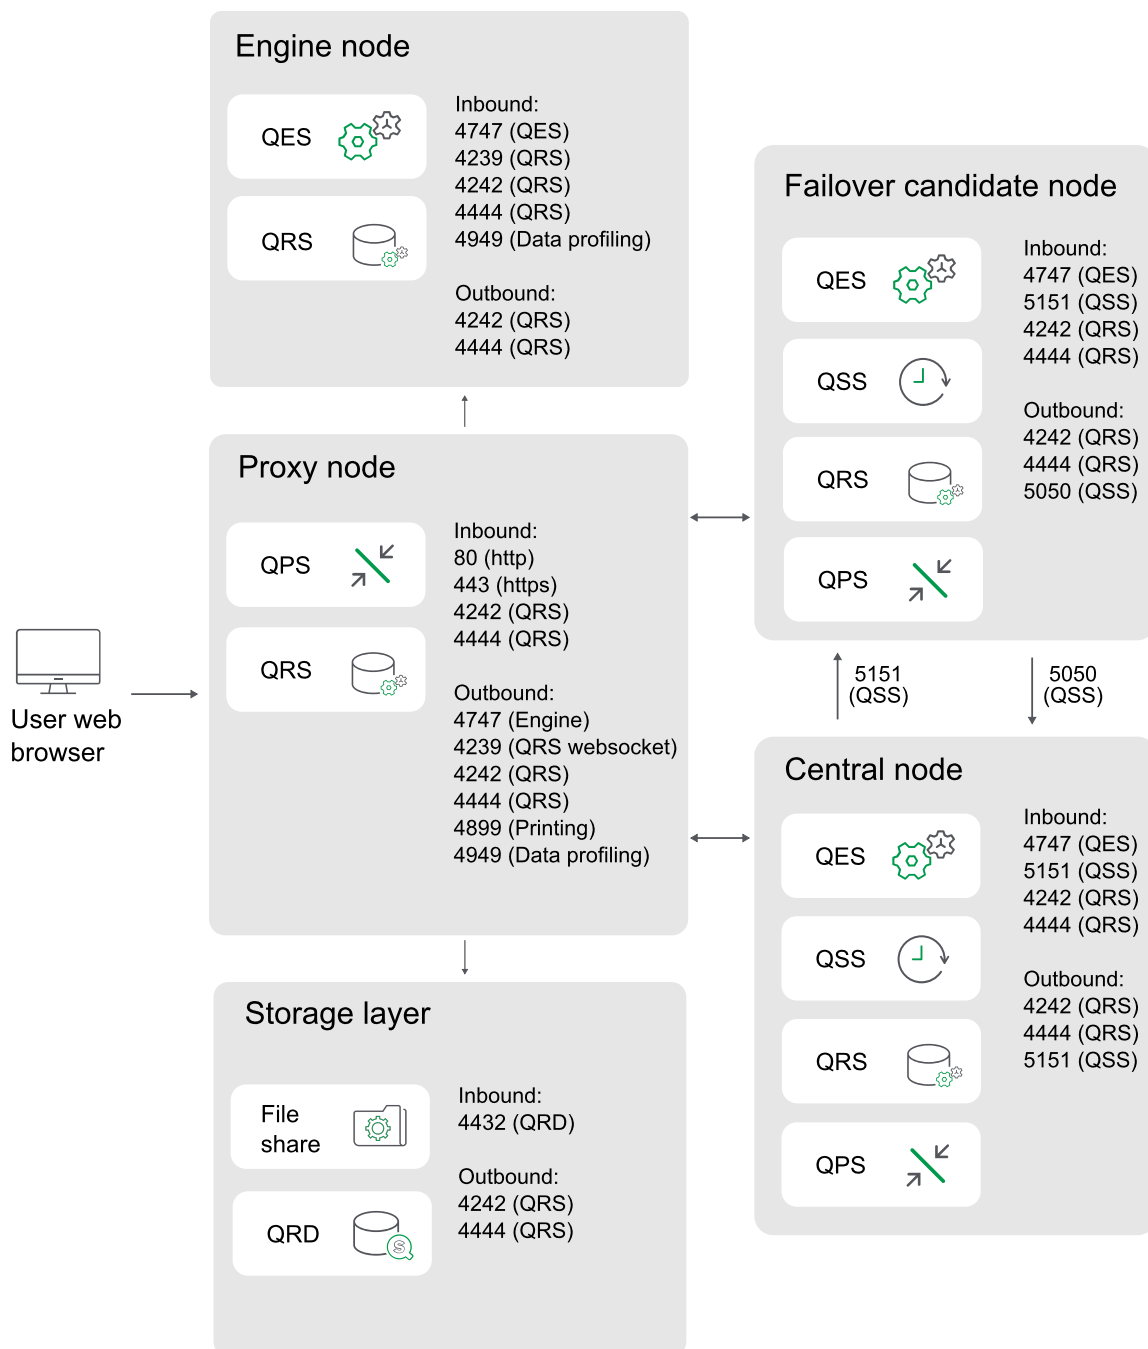 Engine node
QES
QRS
Inbound:
4747 (QES)
4239 (QRS)
4242 (QRS)
4444 (QRS)
4949 (Data profiling)
Outbound:
4242 (QRS)
4444 (QRS)
Failover candidate node
QES
QSS
QRS
QPS
Inbound:
4747 (QES)
5151 (QSS)
4242 (QRS)
4444 (QRS)
Outbound:
4242 (QRS)
4444 (QRS)
5050 (QSS)
Proxy node
QPS
QRS
Inbound:
80 (http)
443 (https)
4242 (QRS)
4444 (QRS)
Outbound:
4747 (Engine)
4239 (QRS websocket)
4242 (QRS)
4444 (QRS)
4899 (Printing)
4949 (Data profiling)
User web
browser
5151
(QSS)
5050
(QSS)
Central node
QES
QSS
QRS
QPS
Inbound:
4747 (QES)
5151 (QSS)
4242 (QRS)
4444 (QRS)
Outbound:
4242 (QRS)
4444 (QRS)
5151 (QSS)
Storage layer
File
share
QRD
S
Inbound:
4432 (QRD)
Outbound:
4242 (QRS)
4444 (QRS)